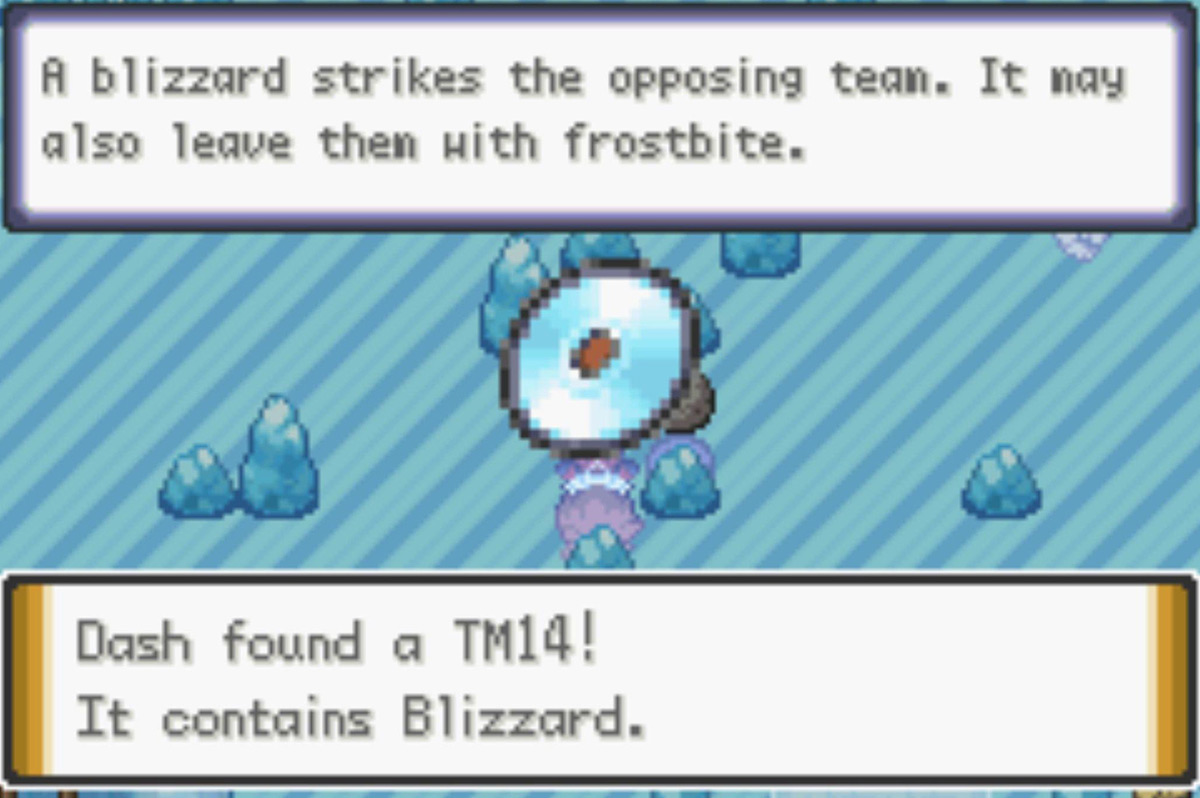 A blizzard strikes the opposing team. It may
also leave them with frostbite.
Dash found a TM14!
It contains Blizzard.